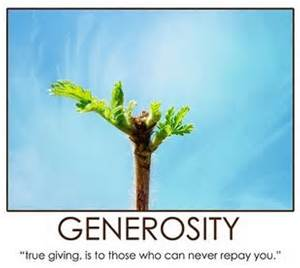 GENEROSITY
“true giving, is to those who can never repay you.”